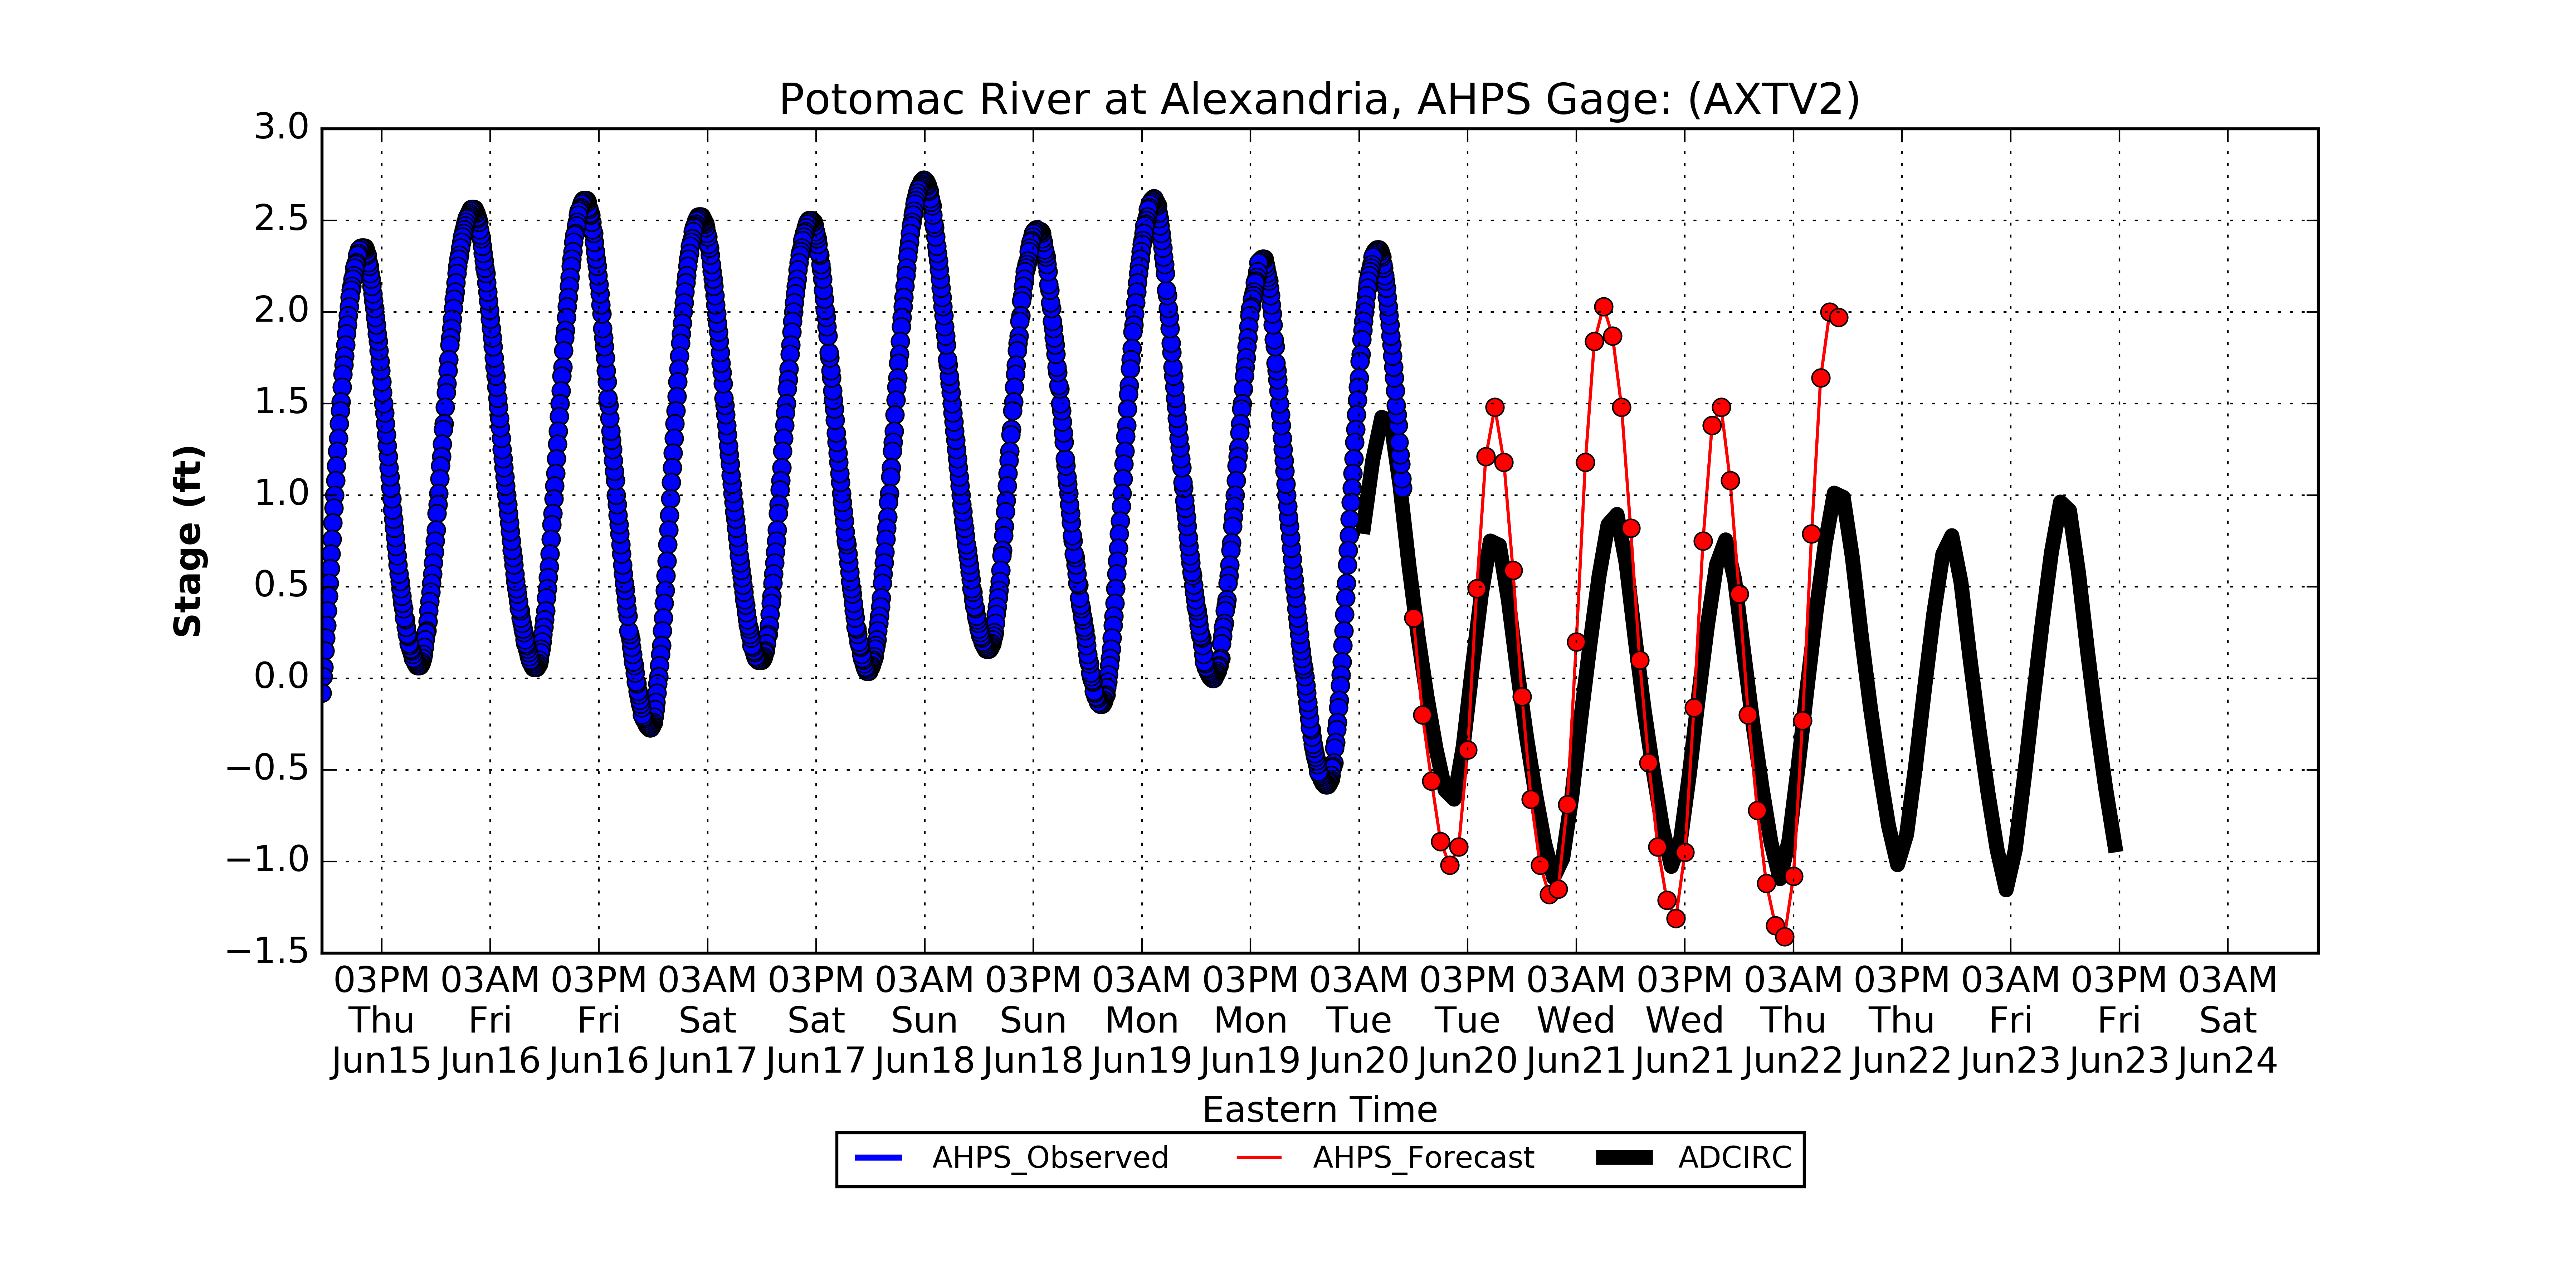 Potomac River at Alexandria, AHPS Gage: (AXTV2)
3.0
2.5
2.0
1.5
1.0
0.5
0.0
−0.5
−1.0
−1.5
Stage (ft)
03PM 03AM 03PM 03AM 03PM 03AM 03PM 03AM 03PM 03AM 03PM 03AM 03PM 03AM 03PM 03AM 03PM 03AM
Thu Fri Fri Sat Sat Sun Sun Mon Mon Tue Tue Wed Wed Thu Thu Fri Fri Sat
Jun15 Jun16 Jun16 Jun17 Jun17 Jun18 Jun18 Jun19 Jun19 Jun20 Jun20 Jun21 Jun21 Jun22 Jun22 Jun23 Jun23 Jun24
Eastern Time
AHPS_Observed AHPS_Forecast ADCIRC